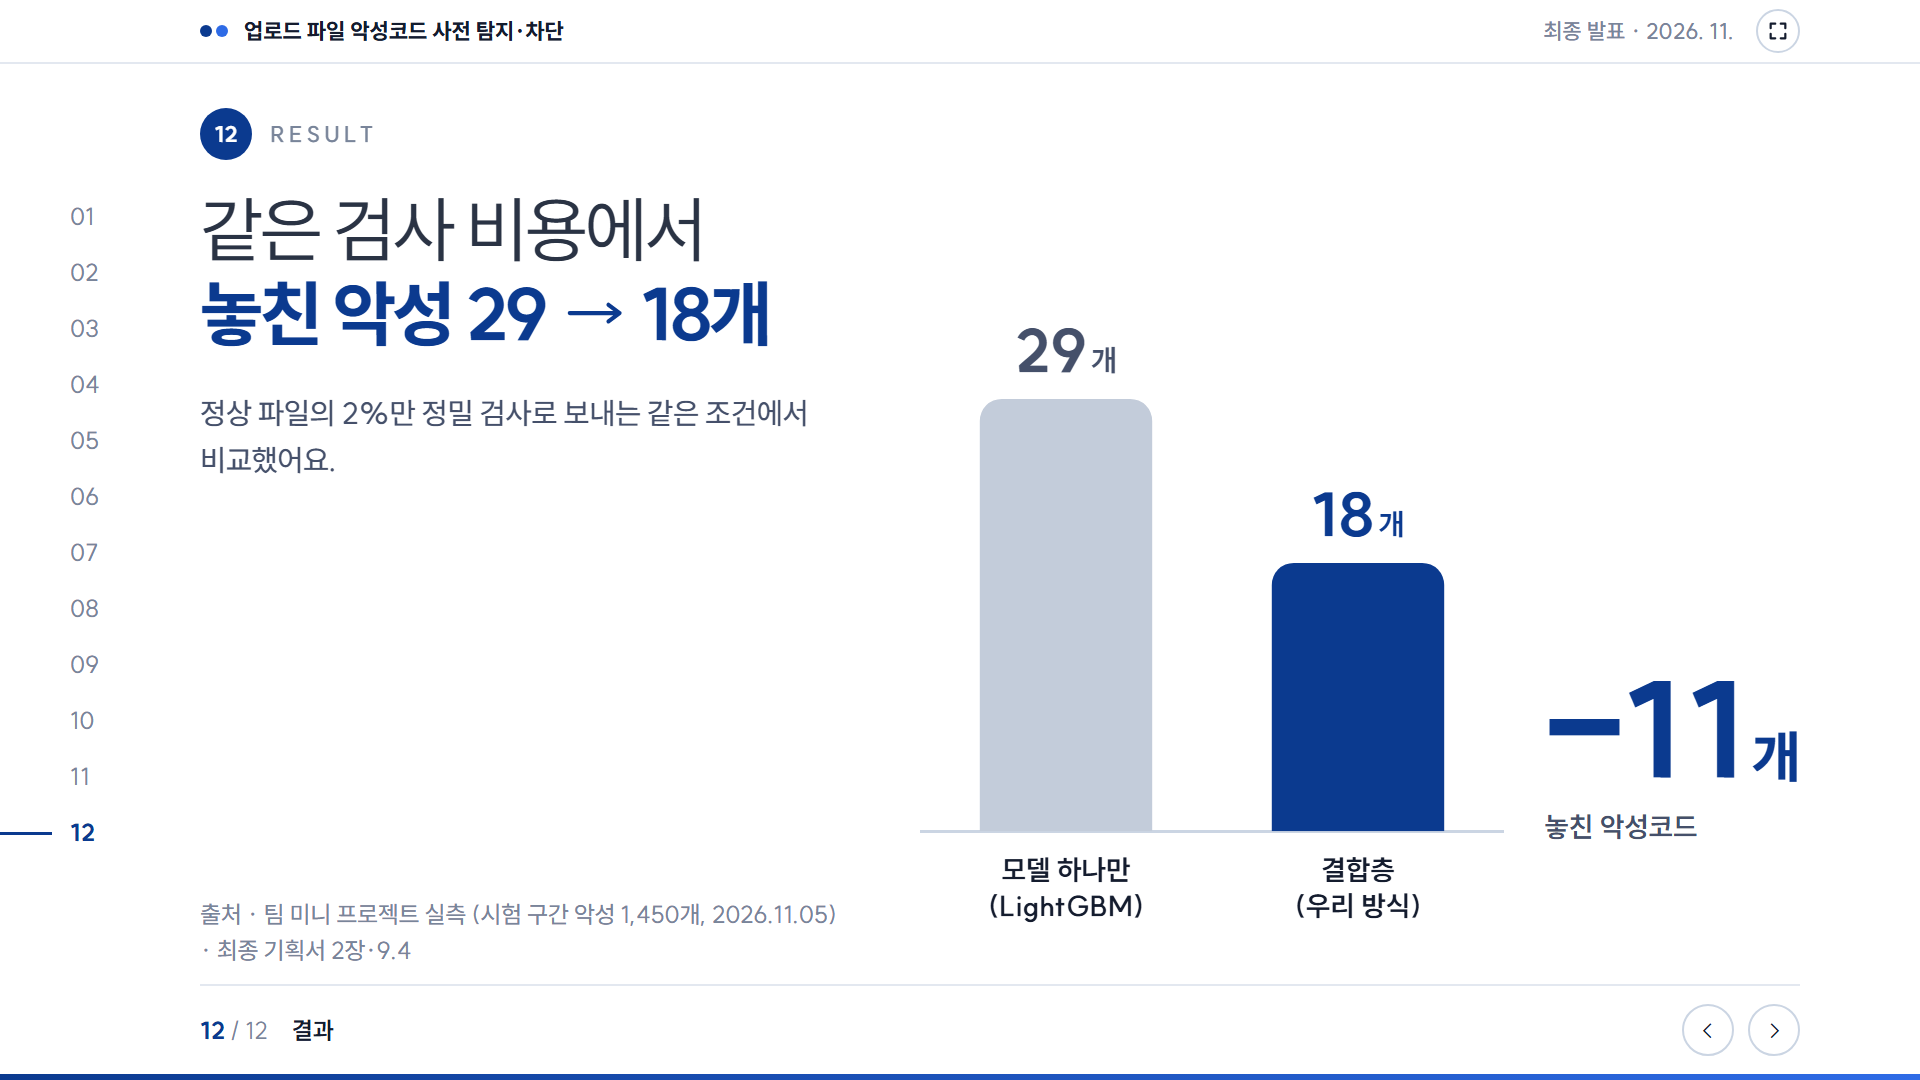 업로드 파일 악성코드 사전 탐지·차단
최종 발표 · 2026. 11.
12 RESULT
같은 검사 비용에서
놓친 악성 29 → 18개
정상 파일의 2%만 정밀 검사로 보내는 같은 조건에서
비교했어요.
01
02
03
04
05
06
07
08
09
10
11
12
29개
18개
−11개
놓친 악성코드
모델 하나만
(LightGBM)
결합층
(우리 방식)
출처 · 팀 미니 프로젝트 실측 (시험 구간 악성 1,450개, 2026.11.05)
· 최종 기획서 2장·9.4
12 / 12 결과